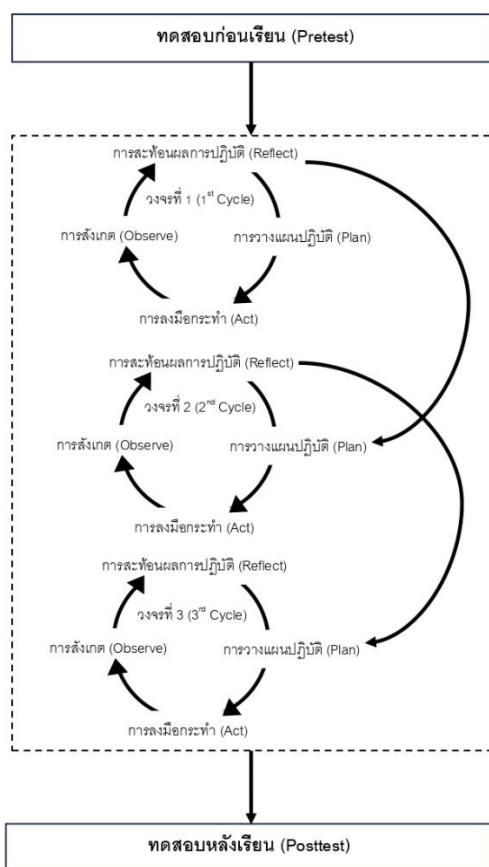 ทดสอบก่อนเรียน (Pretest)
การสะท้อนผลการปฏิบัติ (Reflect)
วงจรที่ 1 (1st Cycle)
การสังเกต (Observe)
การวางแผนปฏิบัติ (Plan)
การลงมือกระทำ (Act)
การสะท้อนผลการปฏิบัติ (Reflect)
วงจรที่ 2 (2nd Cycle)
การสังเกต (Observe)
การวางแผนปฏิบัติ (Plan)
การลงมือกระทำ (Act)
การสะท้อนผลการปฏิบัติ (Reflect)
วงจรที่ 3 (3rd Cycle)
การสังเกต (Observe)
การวางแผนปฏิบัติ (Plan)
การลงมือกระทำ (Act)
ทดสอบหลังเรียน (Posttest)